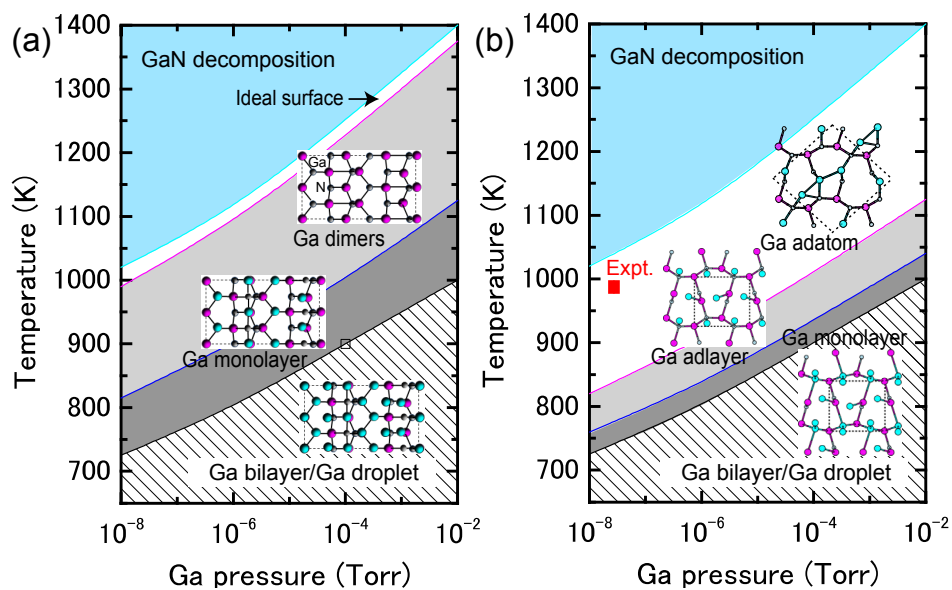 (a)
1400
1300
1200
1100
1000
900
800
700
Temperature (K)
GaN decomposition
Ideal surface
Ga
N
Ga dimers
Ga monolayer
Ga bilayer/Ga droplet
10⁻⁸
10⁻⁶
10⁻⁴
10⁻²
Ga pressure (Torr)
(b)
1400
1300
1200
1100
1000
900
800
700
Temperature (K)
GaN decomposition
Ga adatom
Expt.
Ga adlayer
Ga monolayer
Ga bilayer/Ga droplet
10⁻⁸
10⁻⁶
10⁻⁴
10⁻²
Ga pressure (Torr)